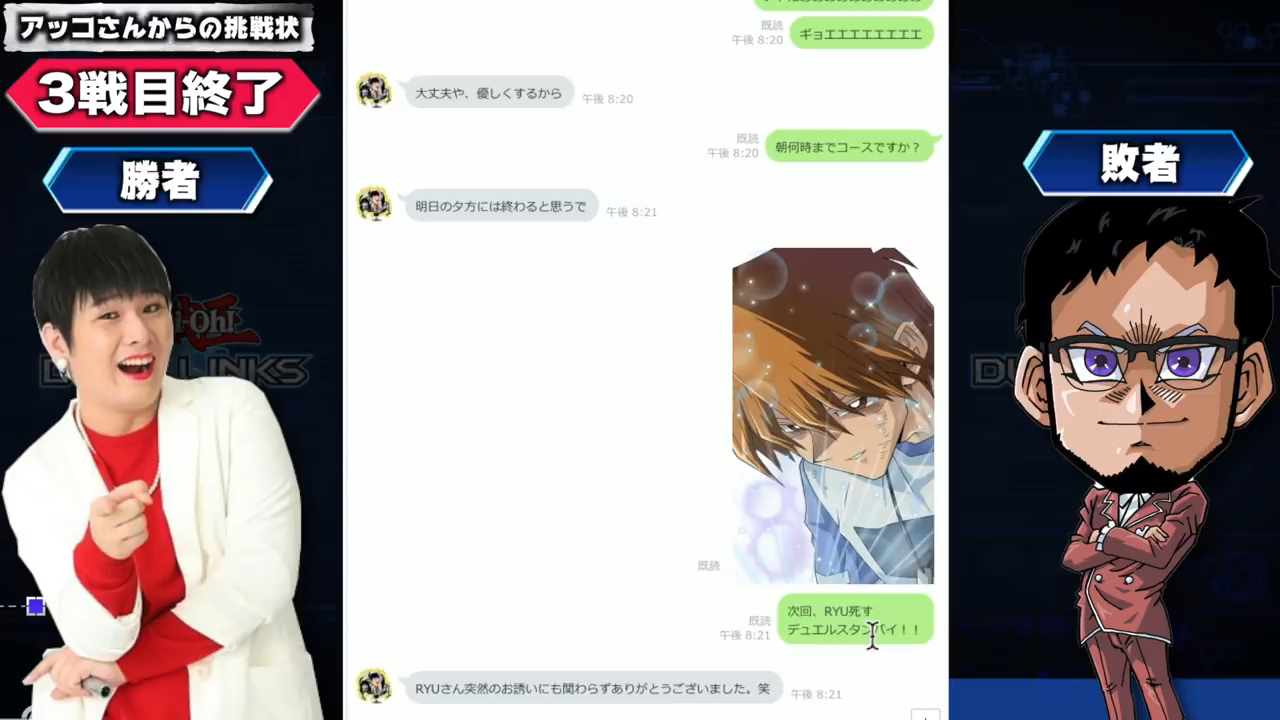 アッコさんからの挑戦状
3戦目終了
勝者
敗者
既読
午後 8:20
ギョエエエエエエエエ
大丈夫や、優しくするから
午後 8:20
既読
午後 8:20
朝何時までコースですか？
明日の夕方には終わると思うで
午後 8:21
既読
次回、RYU死す
デュエルスタンバイ！！
既読
午後 8:21
RYUさん突然のお誘いにも関わらずありがとうございました。笑
午後 8:21
i-Oh!
LINKS
DU